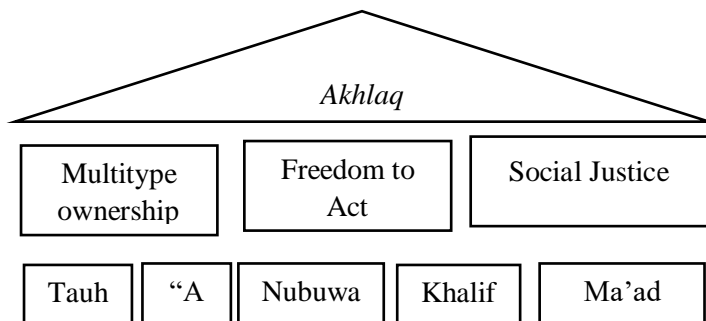 Akhlaq
Multitype
ownership
Freedom to
Act
Social Justice
Tauh
“A
Nubuwa
Khalif
Ma’ad